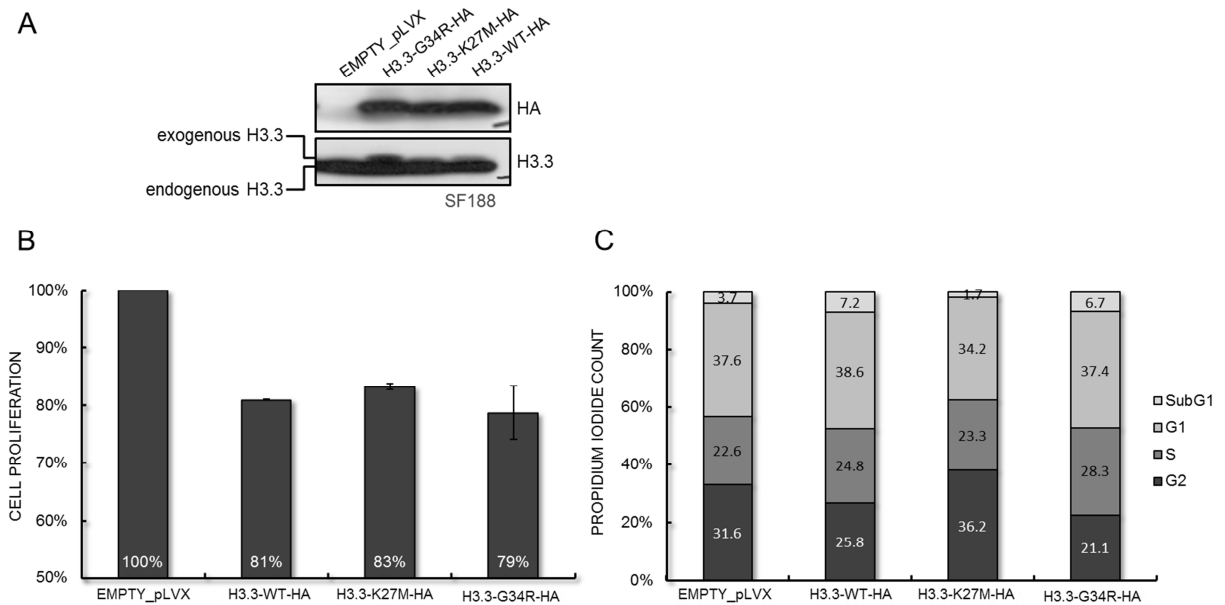 A
EMPTY_pLVX
H3.3-G34R-HA
H3.3-K27M-HA
H3.3-WT-HA
HA
exogenous H3.3
H3.3
endogenous H3.3
SF188
B
CELL PROLIFERATION
100%
90%
80%
70%
60%
50%
100% 81% 83% 79%
EMPTY_pLVX H3.3-WT-HA H3.3-K27M-HA H3.3-G34R-HA
C
PROPIDIUM IODIDE COUNT
100%
80%
60%
40%
20%
0%
3.7 7.2 1.7 6.7
37.6 38.6 34.2 37.4
22.6 24.8 23.3 28.3
31.6 25.8 36.2 21.1
EMPTY_pLVX H3.3-WT-HA H3.3-K27M-HA H3.3-G34R-HA
SubG1
G1
S
G2